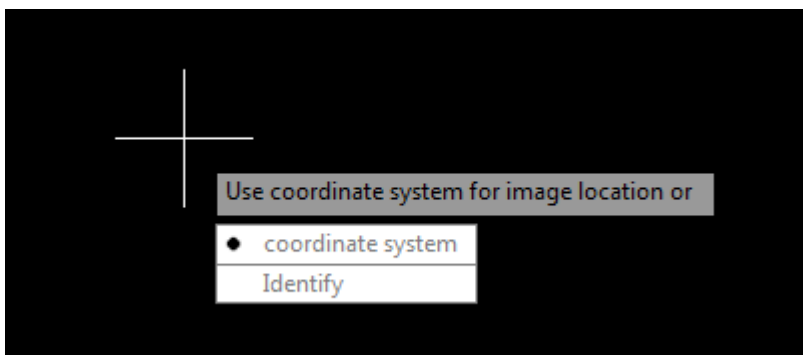 Use coordinate system for image location or
coordinate system
Identify